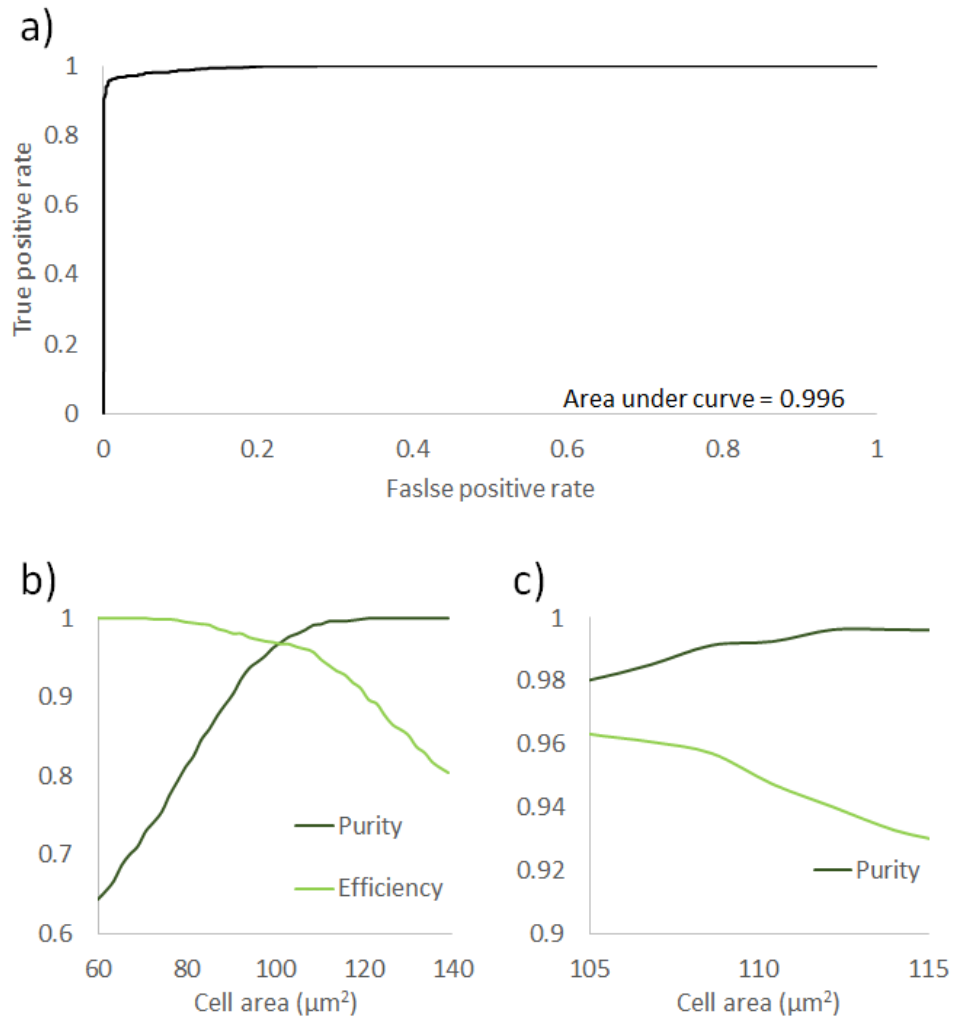 a)
1
0.8
0.6
0.4
0.2
0
True positive rate
Area under curve = 0.996
0 0.2 0.4 0.6 0.8 1
Faslse positive rate
b)
1
0.9
0.8
0.7
0.6
Purity
Efficiency
60 80 100 120 140
Cell area (µm²)
c)
1
0.98
0.96
0.94
0.92
0.9
Purity
105 110 115
Cell area (µm²)